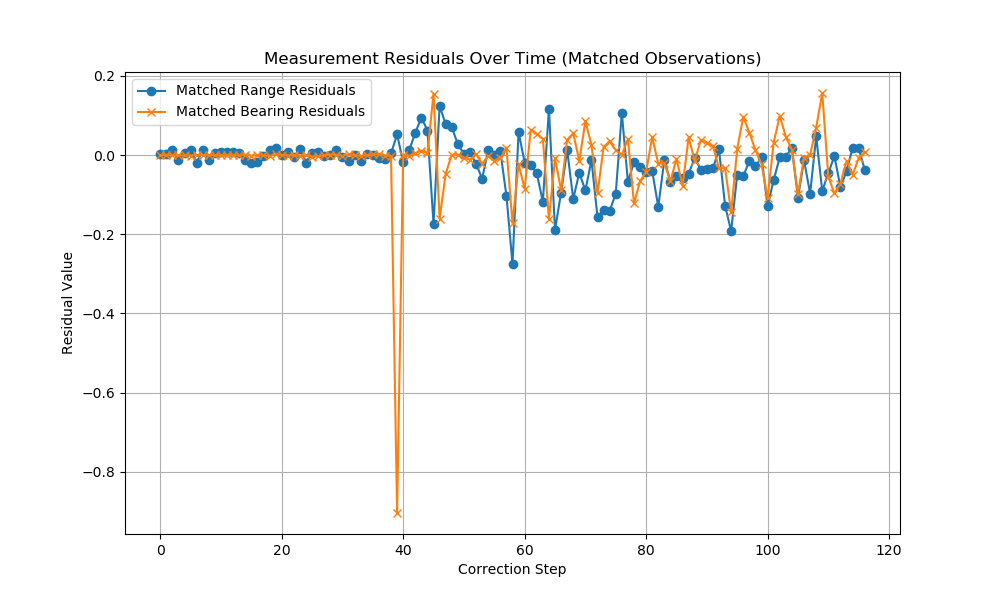 Measurement Residuals Over Time (Matched Observations)
Matched Range Residuals
Matched Bearing Residuals
Residual Value
0.2
0.0
−0.2
−0.4
−0.6
−0.8
0
20
40
60
80
100
120
Correction Step